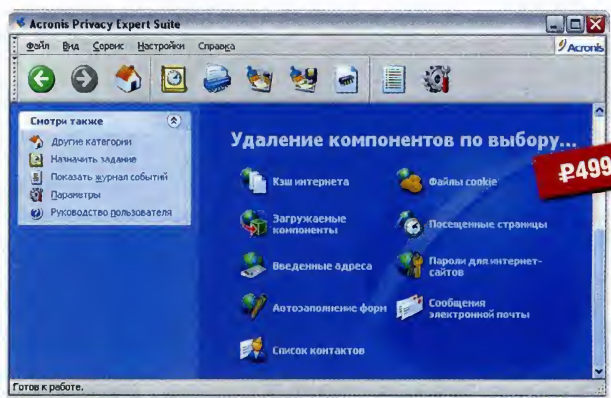 Acronis Privacy Expert Suite
Файл Вид Сервис Настройки Справка
Acronis
Смотри также
Другие категории
Назначить задание
Показать журнал событий
Параметры
Руководство пользователя
Удаление компонентов по выбору...
₽499
Кэш интернета
Файлы cookie
Загружаемые
компоненты
Посещенные страницы
Введенные адреса
Пароли для интернет-
сайтов
Автозаполнение форм
Сообщения
электронной почты
Список контактов
Готов к работе.